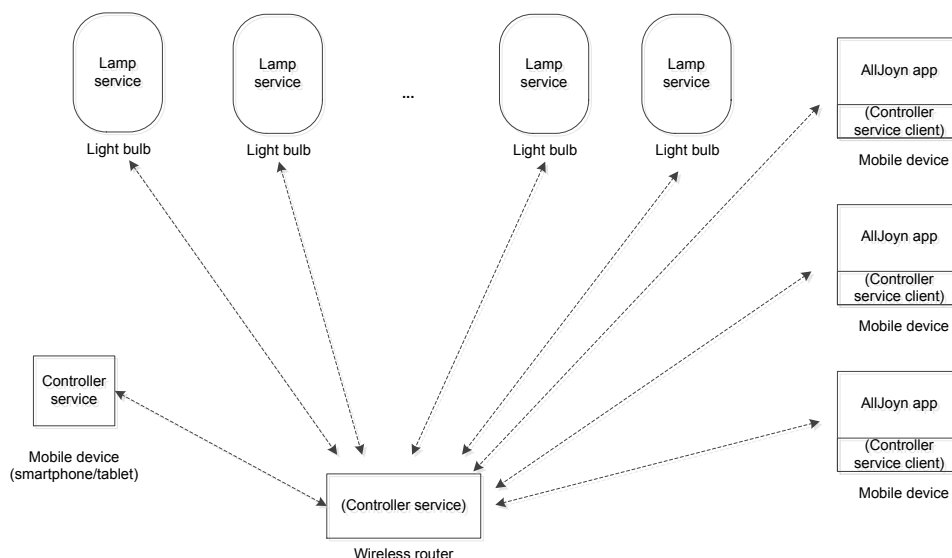 Lamp
service
Light bulb
Lamp
service
Light bulb
...
Lamp
service
Light bulb
Lamp
service
Light bulb
AllJoyn app
(Controller
service client)
Mobile device
AllJoyn app
(Controller
service client)
Mobile device
AllJoyn app
(Controller
service client)
Mobile device
Controller
service
Mobile device
(smartphone/tablet)
(Controller service)
Wireless router